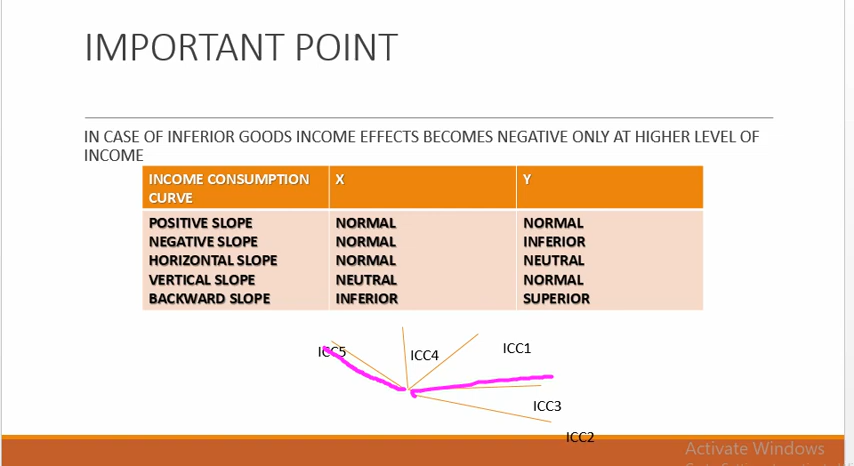 IMPORTANT POINT
IN CASE OF INFERIOR GOODS INCOME EFFECTS BECOMES NEGATIVE ONLY AT HIGHER LEVEL OF
INCOME
INCOME CONSUMPTION CURVE X Y
POSITIVE SLOPE NORMAL NORMAL
NEGATIVE SLOPE NORMAL INFERIOR
HORIZONTAL SLOPE NORMAL NEUTRAL
VERTICAL SLOPE NEUTRAL NORMAL
BACKWARD SLOPE INFERIOR SUPERIOR
ICC5
ICC4
ICC1
ICC3
ICC2
Activate Windows